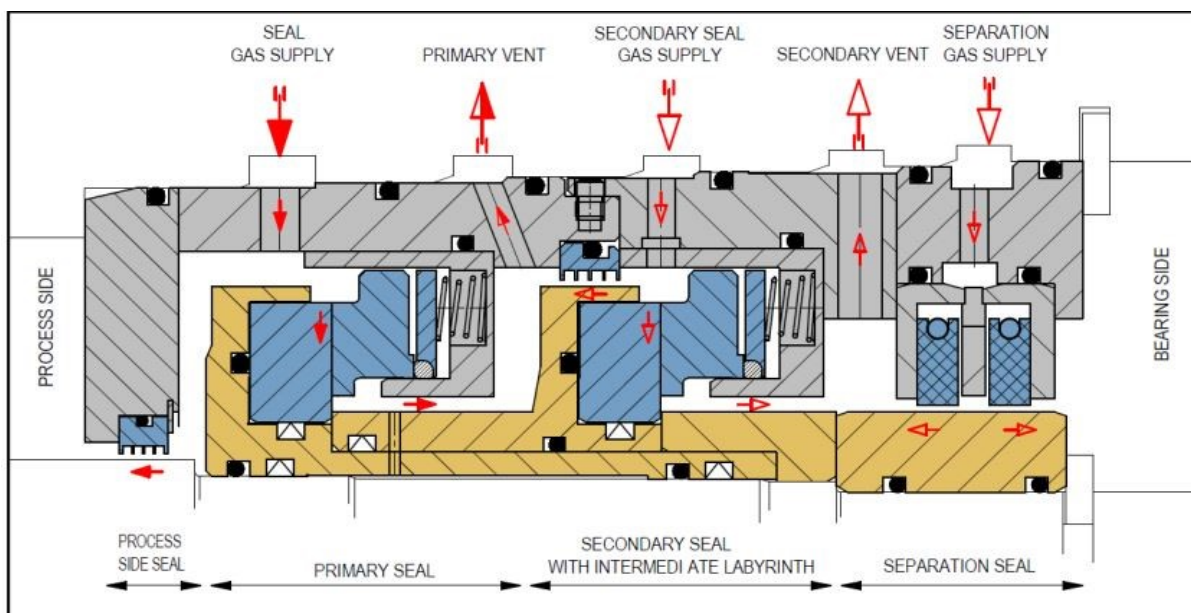 SEAL
GAS SUPPLY
PRIMARY VENT
SECONDARY SEAL
GAS SUPPLY
SECONDARY VENT
SEPARATION
GAS SUPPLY
PROCESS SIDE
BEARING SIDE
PROCESS
SIDE SEAL
PRIMARY SEAL
SECONDARY SEAL
WITH INTERMEDI ATE LABYRINTH
SEPARATION SEAL